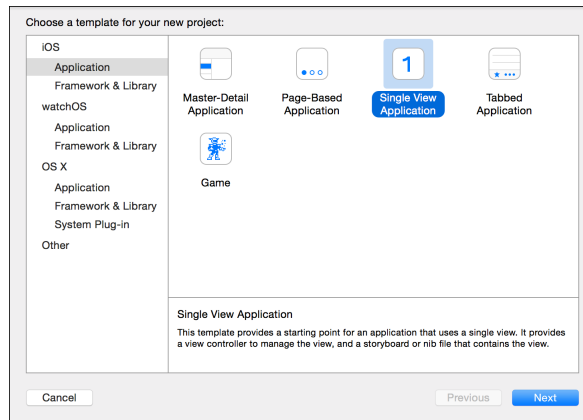 Choose a template for your new project:
iOS
Application
Framework & Library
watchOS
Application
Framework & Library
OS X
Application
Framework & Library
System Plug-in
Other
1
Master-Detail
Application
Page-Based
Application
Single View
Application
Tabbed
Application
Game
Single View Application
This template provides a starting point for an application that uses a single view. It provides
a view controller to manage the view, and a storyboard or nib file that contains the view.
Cancel
Previous
Next